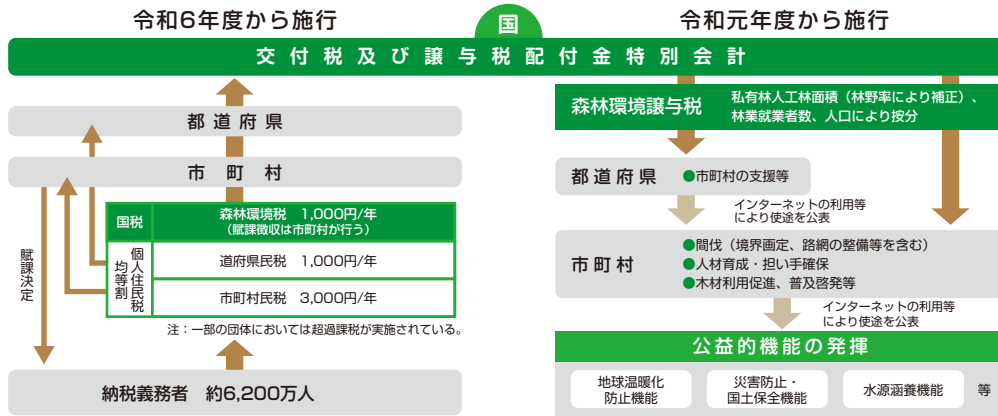 令和6年度から施行
国
令和元年度から施行
交付税及び譲与税配付金特別会計
都道府県
市町村
国税
森林環境税 1,000円/年
(賦課徴収は市町村が行う)
個人住民税
均等割
道府県民税 1,000円/年
市町村民税 3,000円/年
賦課決定
注：一部の団体においては超過課税が実施されている。
納税義務者 約6,200万人
森林環境譲与税
私有林人工林面積（林野率により補正）、
林業就業者数、人口により按分
都道府県
●市町村の支援等
インターネットの利用等
により使途を公表
市町村
●間伐（境界画定、路網の整備等を含む）
●人材育成・担い手確保
●木材利用促進、普及啓発等
インターネットの利用等
により使途を公表
公益的機能の発揮
地球温暖化
防止機能
災害防止・
国土保全機能
水源涵養機能
等